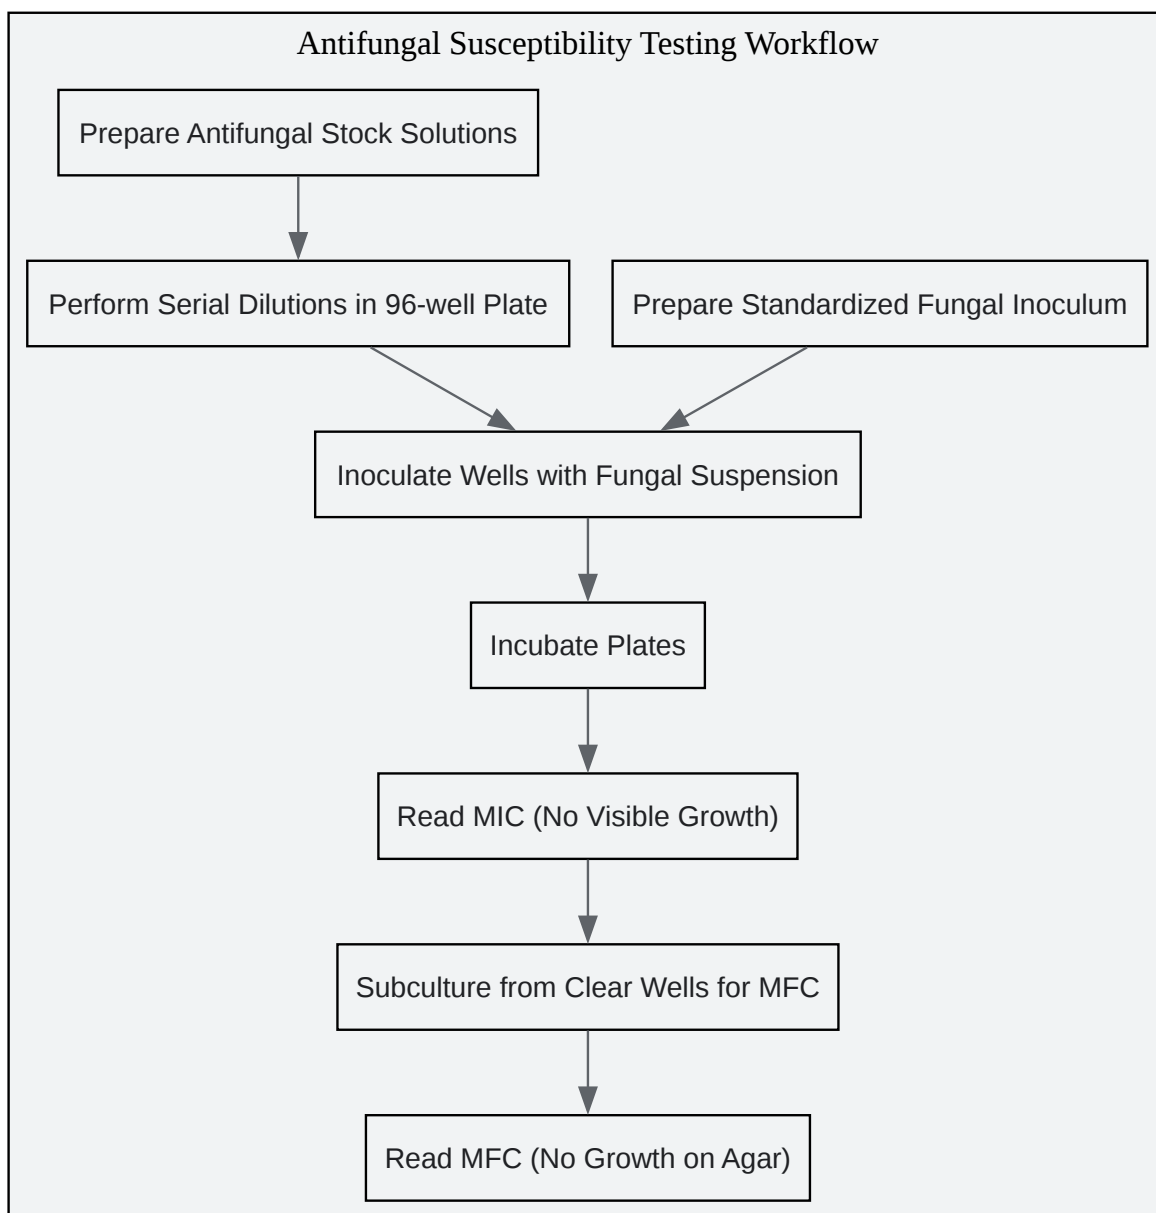 Antifungal Susceptibility Testing Workflow
Prepare Antifungal Stock Solutions
Perform Serial Dilutions in 96-well Plate
Prepare Standardized Fungal Inoculum
Inoculate Wells with Fungal Suspension
Incubate Plates
Read MIC (No Visible Growth)
Subculture from Clear Wells for MFC
Read MFC (No Growth on Agar)